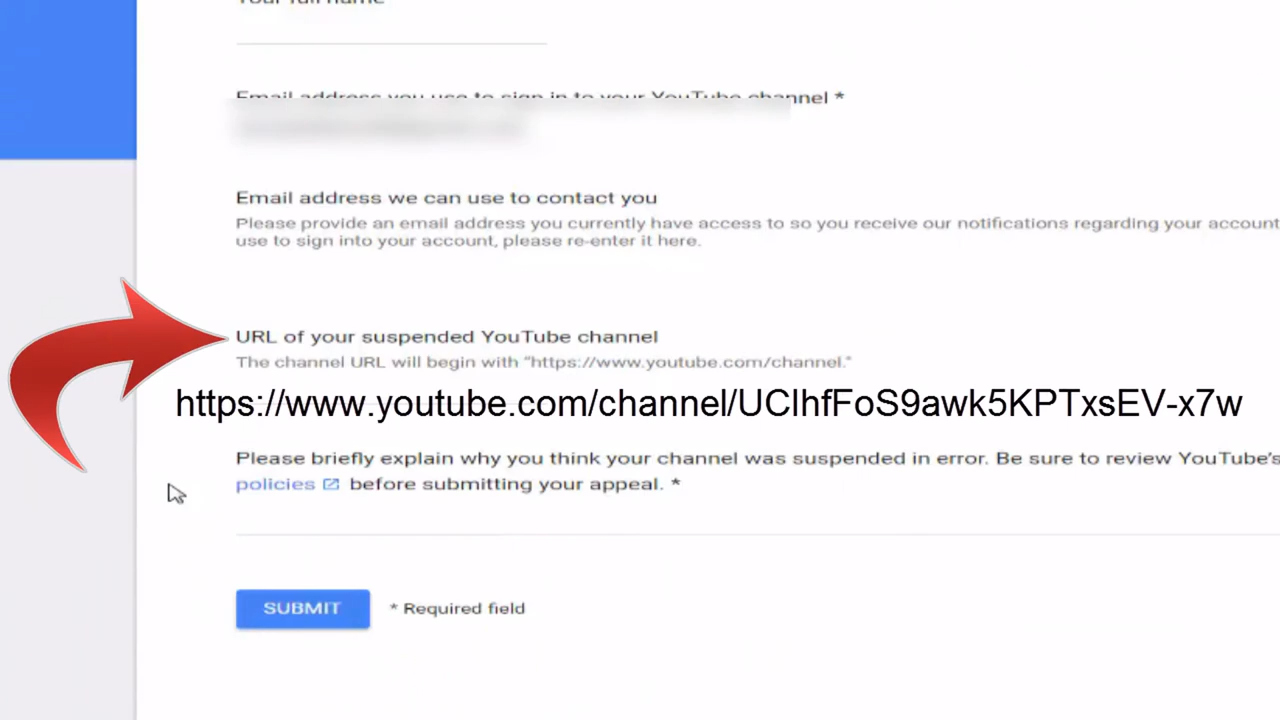 Your full name
Email address you use to sign in to your YouTube channel *
Email address we can use to contact you
Please provide an email address you currently have access to so you receive our notifications regarding your account
use to sign into your account, please re-enter it here.
URL of your suspended YouTube channel
The channel URL will begin with "https://www.youtube.com/channel."
https://www.youtube.com/channel/UClhfFoS9awk5KPTxsEV-x7w
Please briefly explain why you think your channel was suspended in error. Be sure to review YouTube's
policies before submitting your appeal. *
SUBMIT * Required field